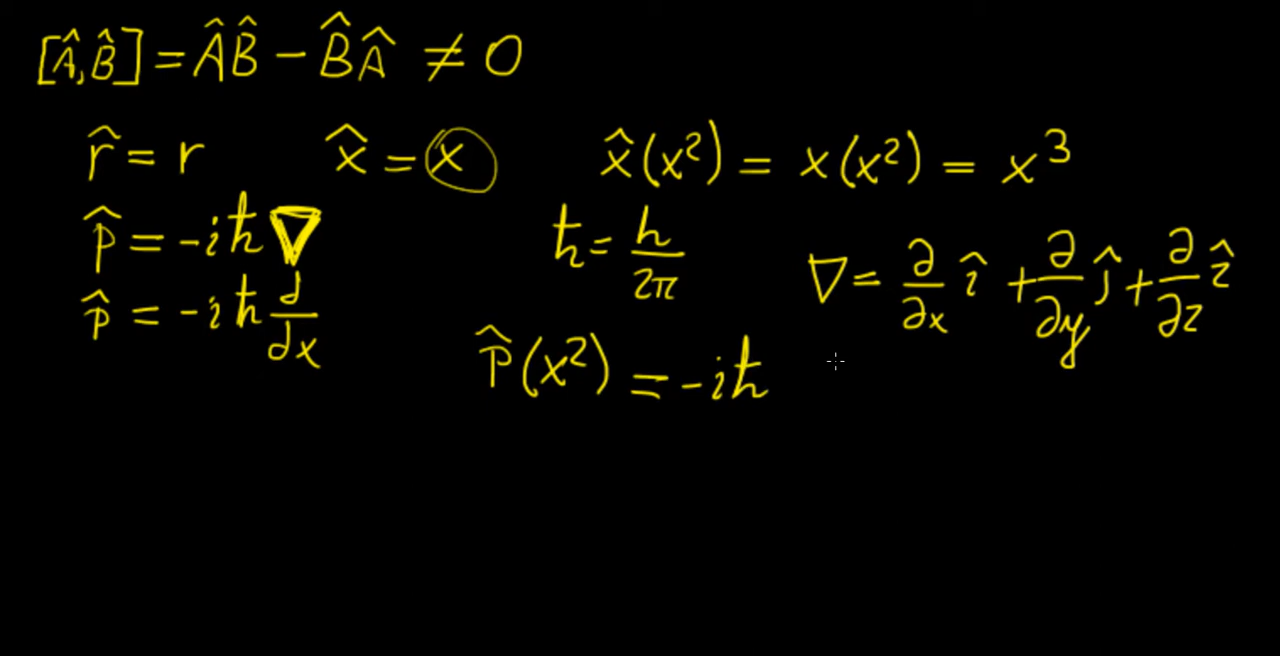 [Â, B̂] = ÂB̂ − B̂Â ≠ 0
r̂ = r x̂ = x x̂(x²) = x(x²) = x³
P̂ = -iħ∇ ħ = h/2π ∇ = ∂/∂x î + ∂/∂y ĵ + ∂/∂z ẑ
p̂ = -iħ d/dx
P̂(x²) = -iħ